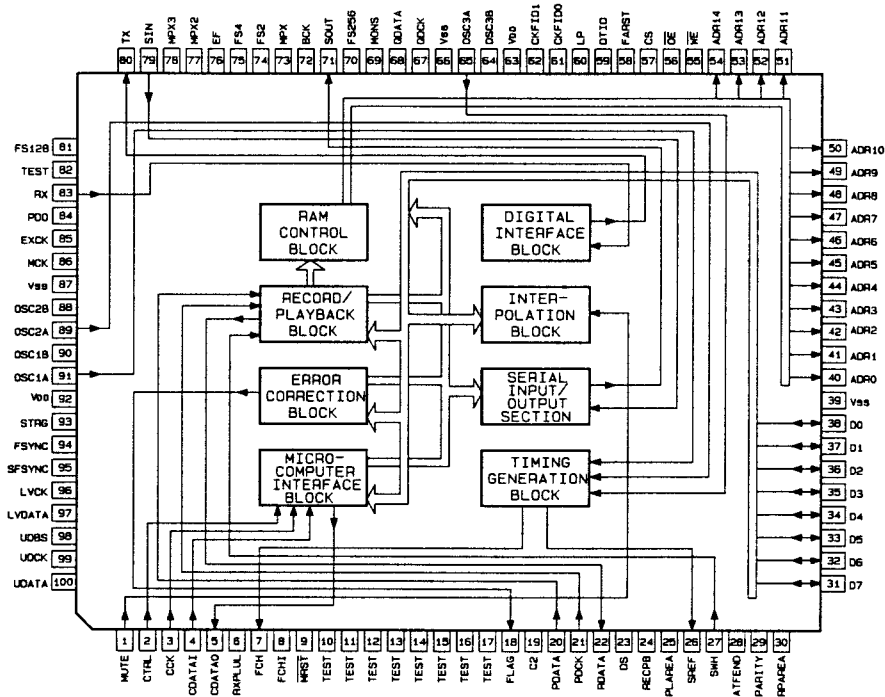 TX SIN MPX3 MPX2 EF FS4 FS2 MPX BCK SOUT FS256 MONS QDATA QOCK Vss OSC3A OSC3B VDD CKFID1 CKFID0 LP DTID FARST CS OE WE ADR14 ADR13 ADR12 ADR11
80 79 78 77 76 75 74 73 72 71 70 69 68 67 66 65 64 63 62 61 60 59 58 57 56 55 54 53 52 51
FS128 81
TEST 82
RX 83
PDO 84
EXCK 85
MCK 86
Vss 87
OSC2B 88
OSC2A 89
OSC1B 90
OSC1A 91
VDD 92
STRG 93
FSYNC 94
SFSYNC 95
LVCK 96
LVDATA 97
UDBS 98
UOCK 99
UDATA 100
RAM
CONTROL
BLOCK
DIGITAL
INTERFACE
BLOCK
RECORD/
PLAYBACK
BLOCK
INTER-
POLATION
BLOCK
ERROR
CORRECTION
BLOCK
SERIAL
INPUT/
OUTPUT
SECTION
MICRO-
COMPUTER
INTERFACE
BLOCK
TIMING
GENERATION
BLOCK
50 ADR10
49 ADR9
48 ADR8
47 ADR7
46 ADR6
45 ADR5
44 ADR4
43 ADR3
42 ADR2
41 ADR1
40 ADR0
39 Vss
38 D0
37 D1
36 D2
35 D3
34 D4
33 D5
32 D6
31 D7
1 2 3 4 5 6 7 8 9 10 11 12 13 14 15 16 17 18 19 20 21 22 23 24 25 26 27 28 29 30
MUTE CTRL CCK CDATAI CDATAO RXPLUL FCH FCHI MRST TEST TEST TEST TEST TEST TEST TEST TEST FLAG C2 PDATA PDCK RDATA DS RECPB PLAREA SREF SWH ATFEND PARITY RPAREA